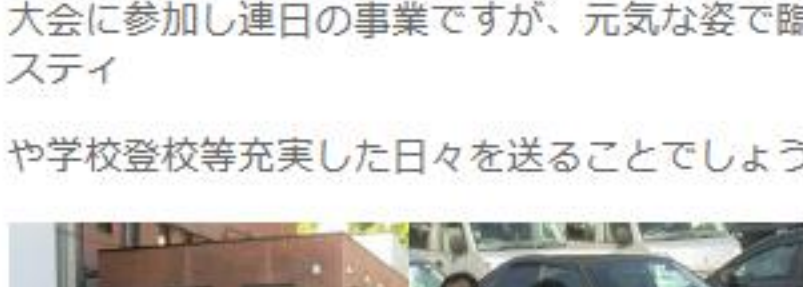 大会に参加し連日の事業ですが、元気な姿で臨
スティ
や学校登校等充実した日々を送ることでしょう